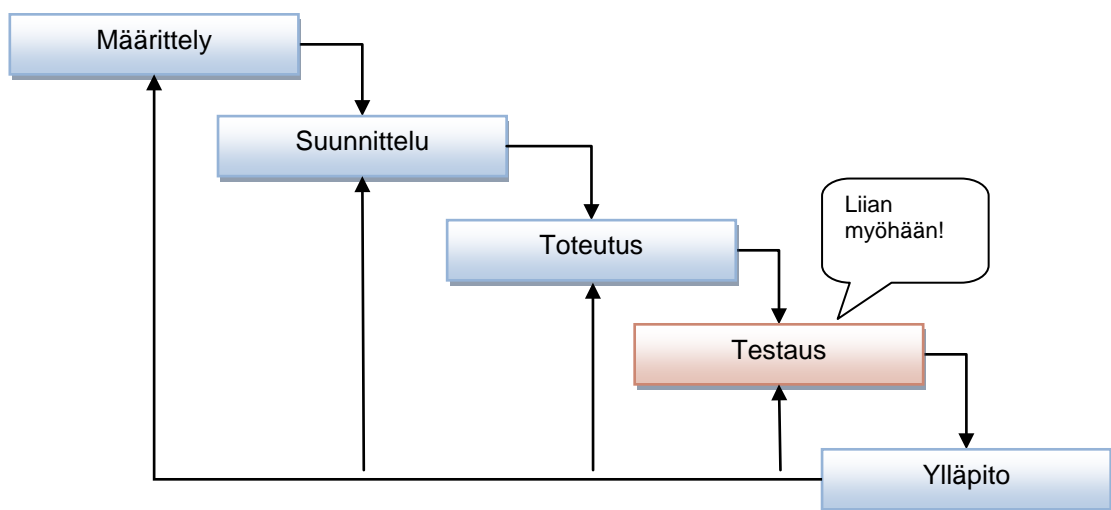 Määrittely
Suunnittelu
Toteutus
Liian
myöhään!
Testaus
Ylläpito